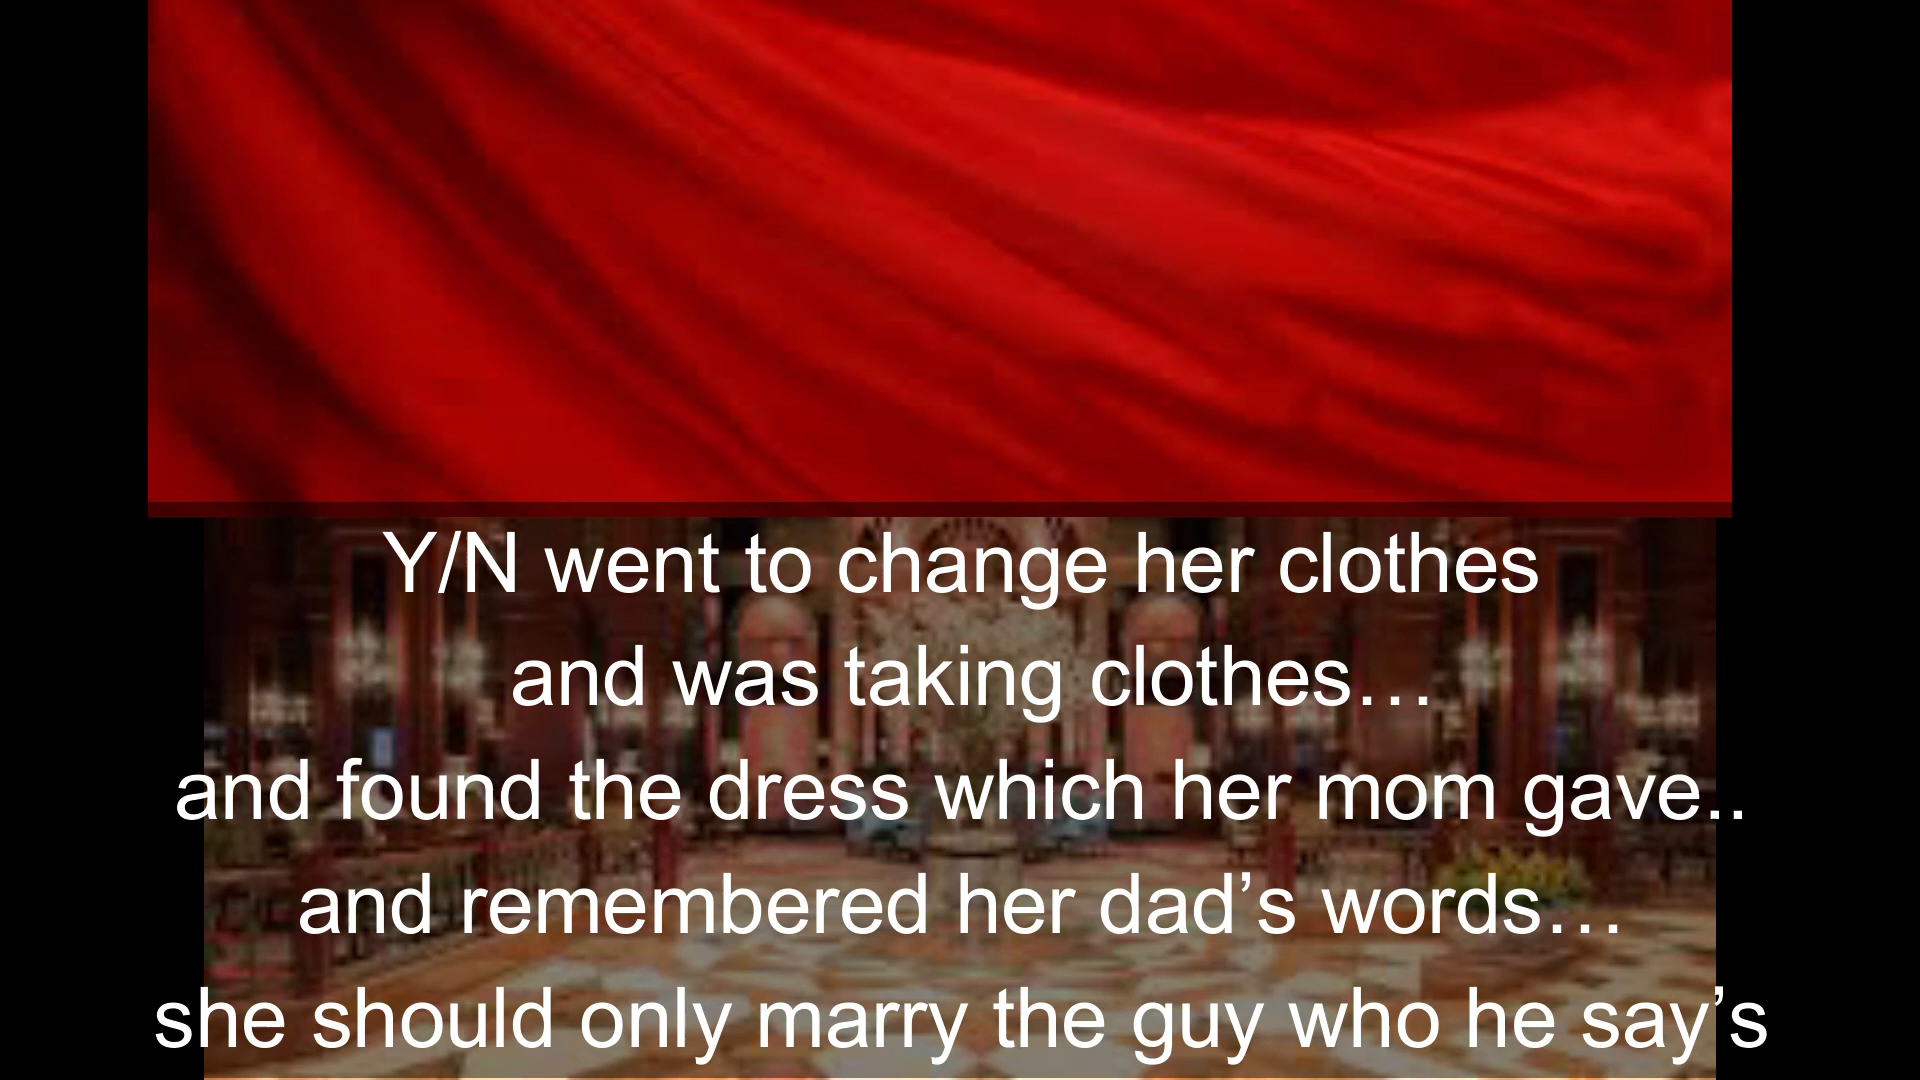 Y/N went to change her clothes
and was taking clothes…
and found the dress which her mom gave..
and remembered her dad’s words…
she should only marry the guy who he say’s